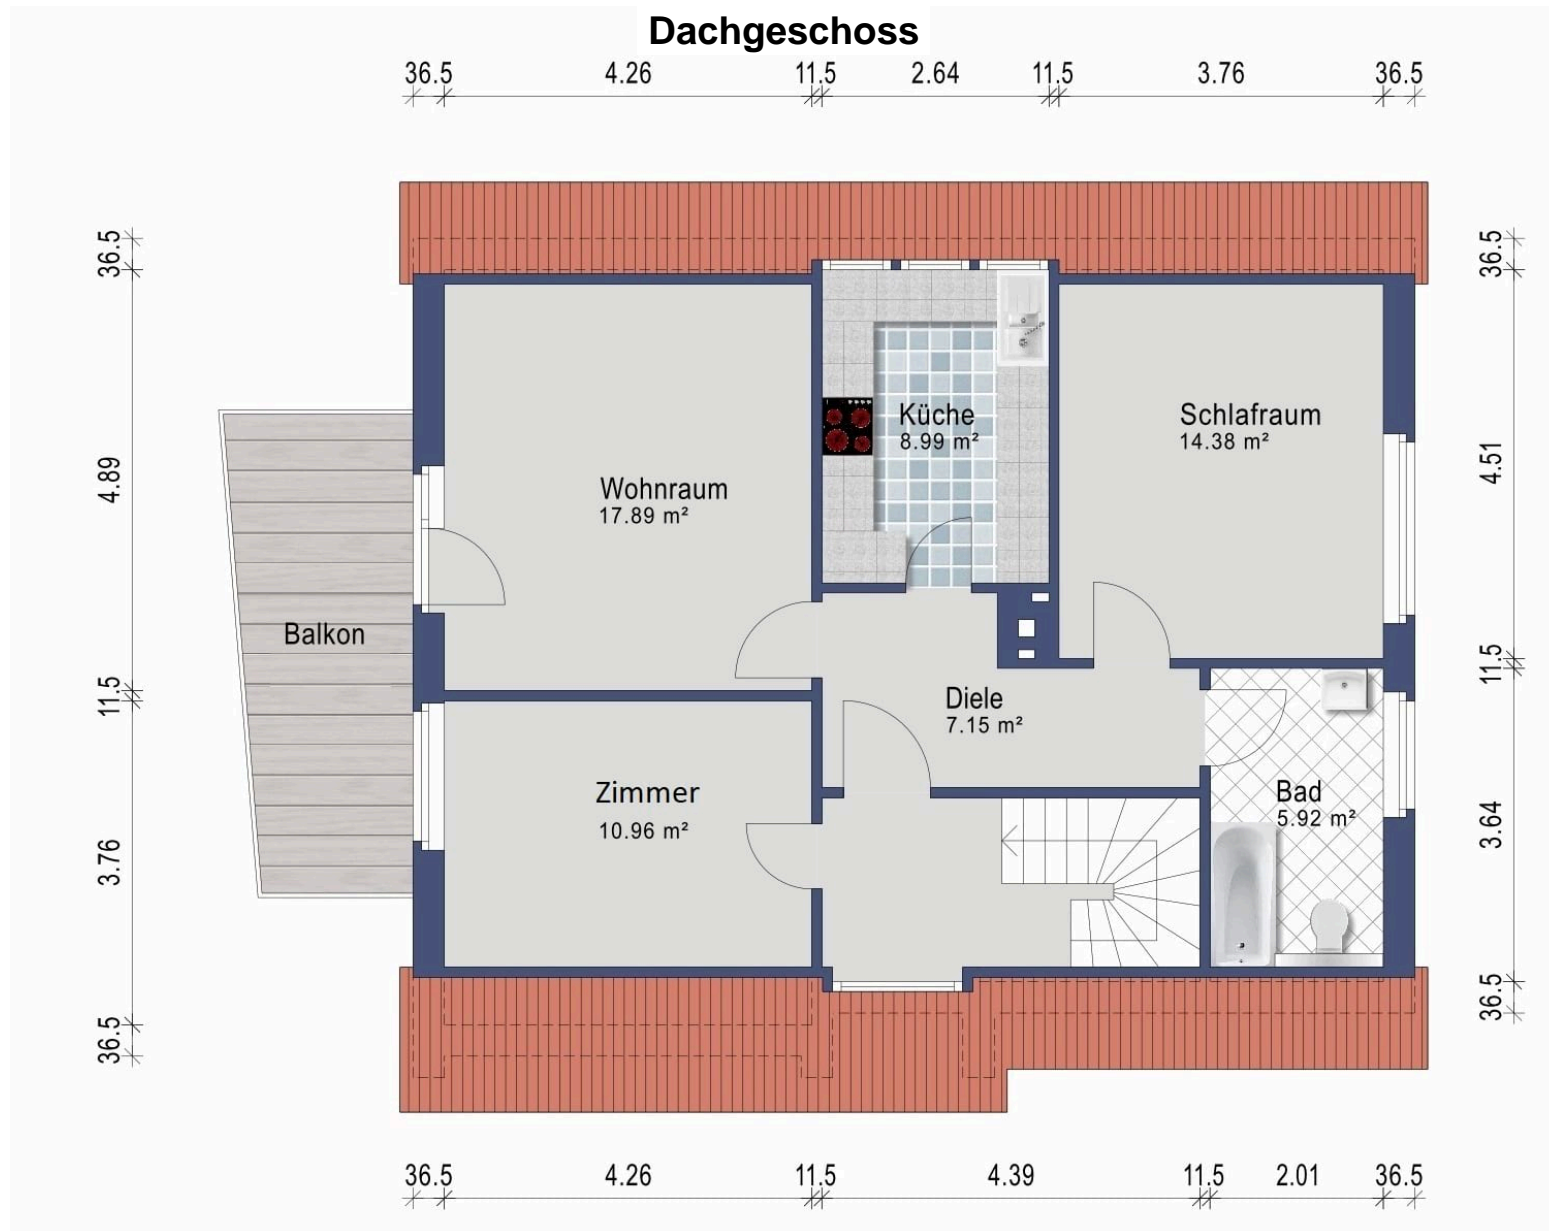 Dachgeschoss
36.5 4.26 11.5 2.64 11.5 3.76 36.5
36.5
4.89
11.5
3.76
36.5
Balkon
Wohnraum
17.89 m²
Küche
8.99 m²
Schlafraum
14.38 m²
Diele
7.15 m²
Zimmer
10.96 m²
Bad
5.92 m²
36.5
4.51
11.5
3.64
36.5
36.5 4.26 11.5 4.39 11.5 2.01 36.5